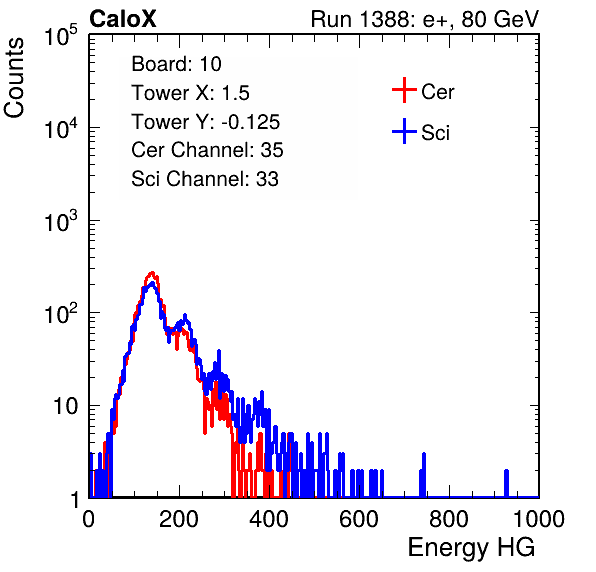 CaloX Run 1388: e+, 80 GeV
Counts
Board: 10
Tower X: 1.5
Tower Y: -0.125
Cer Channel: 35
Sci Channel: 33
Cer
Sci
10^5
10^4
10^3
10^2
10
1
0 200 400 600 800 1000
Energy HG